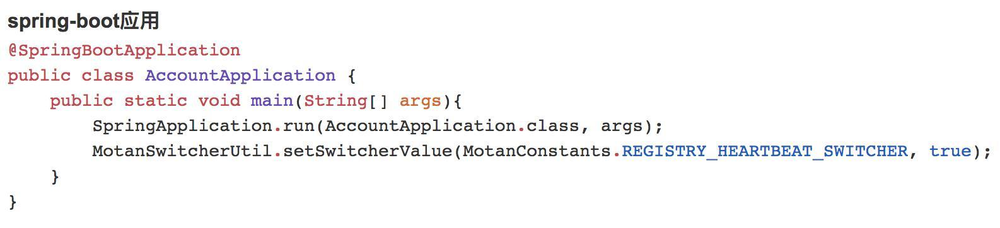 spring-boot应用
@SpringBootApplication
public class AccountApplication {
    public static void main(String[] args){
        SpringApplication.run(AccountApplication.class, args);
        MotanSwitcherUtil.setSwitcherValue(MotanConstants.REGISTRY_HEARTBEAT_SWITCHER, true);
    }
}